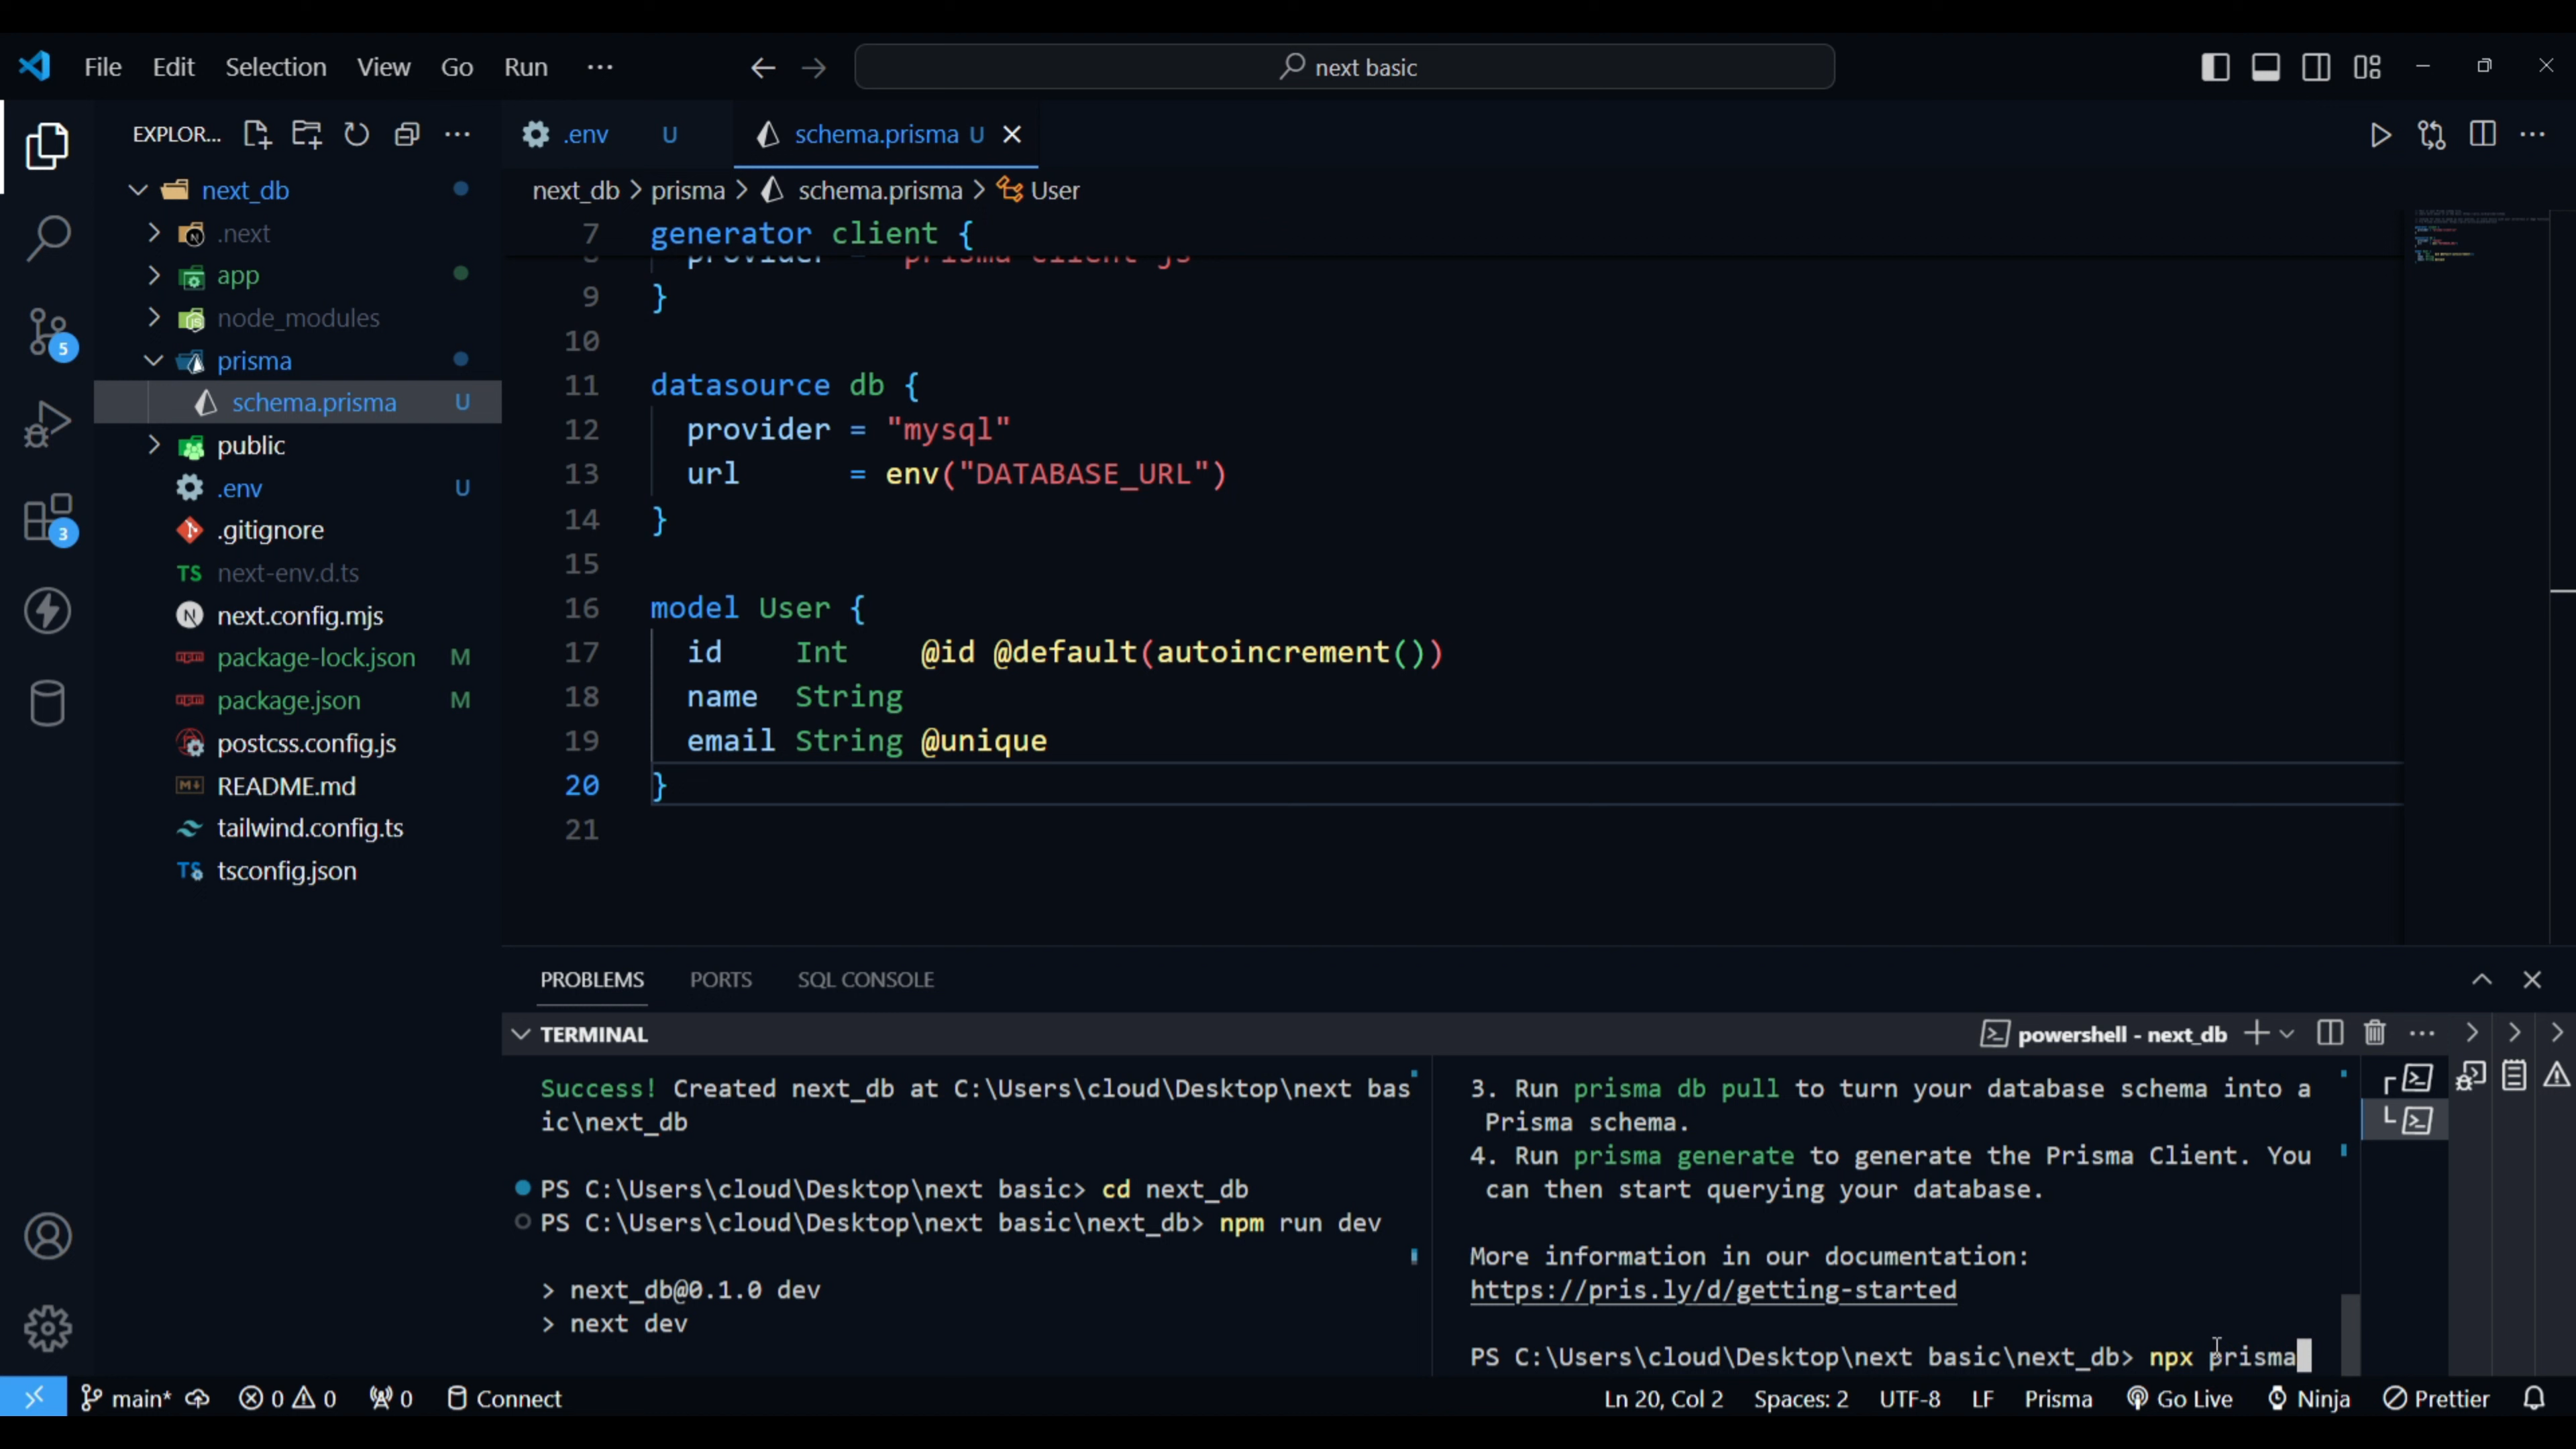 File Edit Selection View Go Run ···
next basic
EXPLOR... ···
.env U
schema.prisma U
next_db > prisma > schema.prisma > User
next_db
.next
app
node_modules
prisma
schema.prisma U
public
.env U
.gitignore
TS next-env.d.ts
next.config.mjs
package-lock.json M
package.json M
postcss.config.js
README.md
tailwind.config.ts
TS tsconfig.json
5
3
7 generator client {
8 provider = "prisma-client-js"
9 }
10
11 datasource db {
12 provider = "mysql"
13 url = env("DATABASE_URL")
14 }
15
16 model User {
17 id Int @id @default(autoincrement())
18 name String
19 email String @unique
20 }
21
PROBLEMS PORTS SQL CONSOLE
TERMINAL
powershell - next_db
Success! Created next_db at C:\Users\cloud\Desktop\next bas
ic\next_db
PS C:\Users\cloud\Desktop\next basic> cd next_db
PS C:\Users\cloud\Desktop\next basic\next_db> npm run dev
> next_db@0.1.0 dev
> next dev
3. Run prisma db pull to turn your database schema into a
Prisma schema.
4. Run prisma generate to generate the Prisma Client. You
can then start querying your database.
More information in our documentation:
https://pris.ly/d/getting-started
PS C:\Users\cloud\Desktop\next basic\next_db> npx prisma
main* 0 0 0 Connect
Ln 20, Col 2 Spaces: 2 UTF-8 LF Prisma Go Live Ninja Prettier